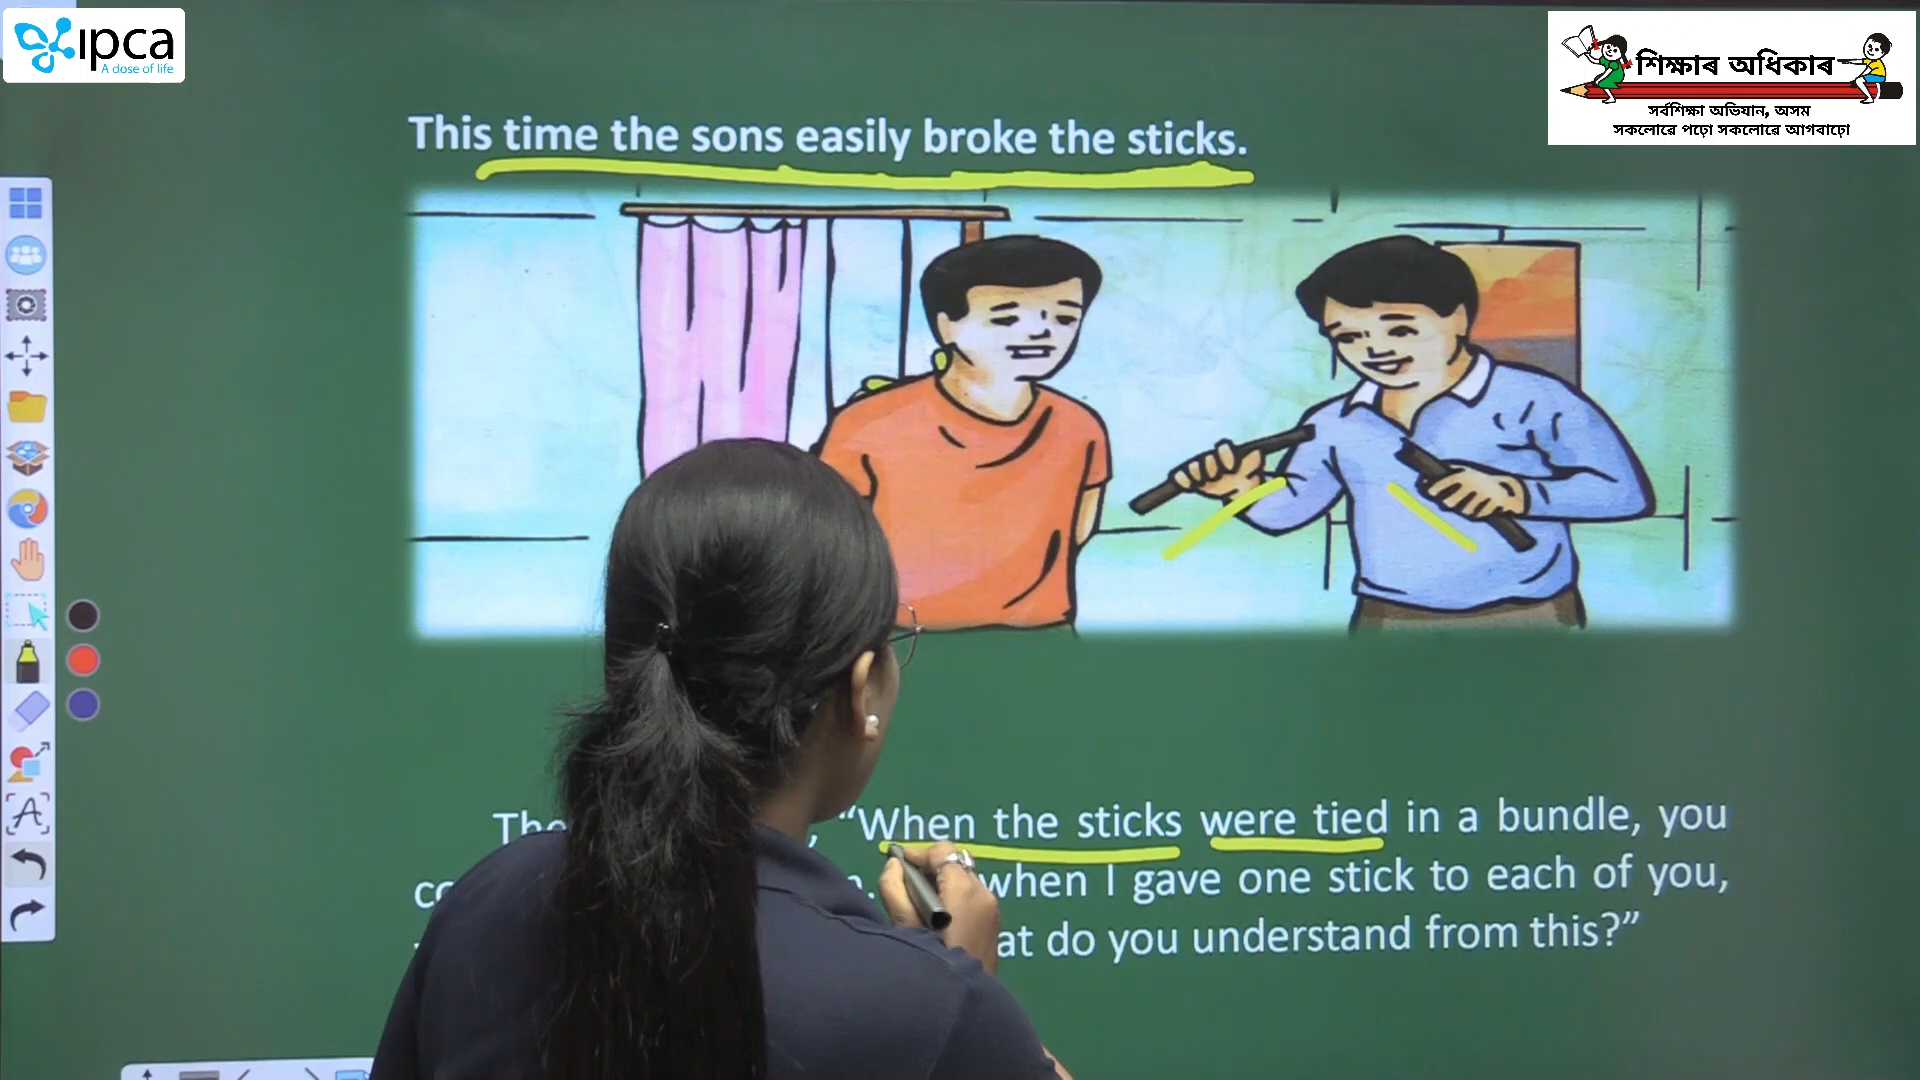 ipca
A dose of life
শিক্ষাৰ অধিকাৰ
সৰ্বশিক্ষা অভিযান, অসম
সকলোৱে পঢ়ো সকলোৱে আগবাঢ়ো
This time the sons easily broke the sticks.
“When the sticks were tied in a bundle, you
when I gave one stick to each of you,
do you understand from this?”